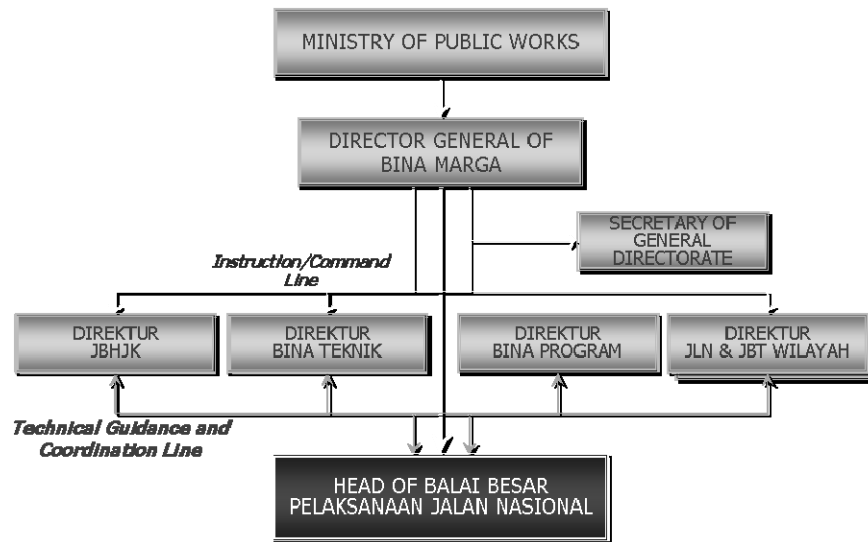 MINISTRY OF PUBLIC WORKS
DIRECTOR GENERAL OF
BINA MARGA
SECRETARY OF
GENERAL
DIRECTORATE
Instruction/Command
Line
DIREKTUR
JBHJK
DIREKTUR
BINA TEKNIK
DIREKTUR
BINA PROGRAM
DIREKTUR
JLN & JBT WILAYAH
Technical Guidance and
Coordination Line
HEAD OF BALAI BESAR
PELAKSANAAN JALAN NASIONAL